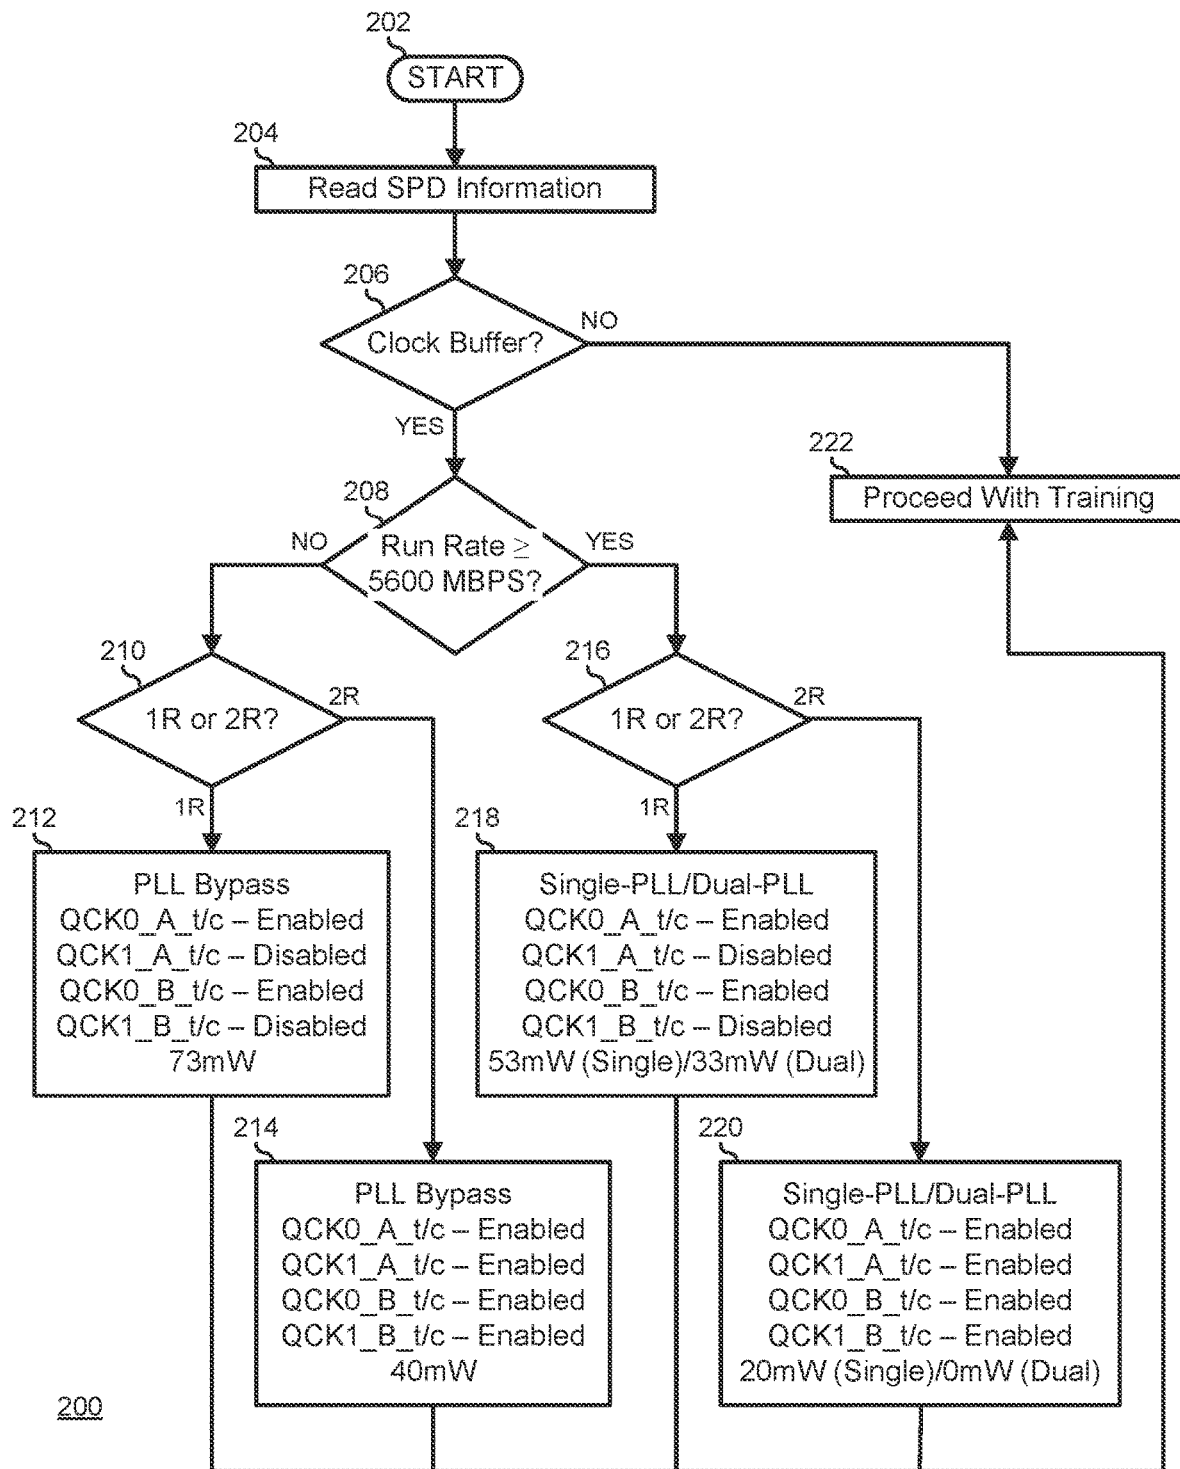 202
START
204
Read SPD Information
206
Clock Buffer?
NO
YES
222
Proceed With Training
208
Run Rate ≥
5600 MBPS?
NO
YES
210
1R or 2R?
2R
1R
216
1R or 2R?
2R
1R
212
PLL Bypass
QCK0_A_t/c – Enabled
QCK1_A_t/c – Disabled
QCK0_B_t/c – Enabled
QCK1_B_t/c – Disabled
73mW
218
Single-PLL/Dual-PLL
QCK0_A_t/c – Enabled
QCK1_A_t/c – Disabled
QCK0_B_t/c – Enabled
QCK1_B_t/c – Disabled
53mW (Single)/33mW (Dual)
214
PLL Bypass
QCK0_A_t/c – Enabled
QCK1_A_t/c – Enabled
QCK0_B_t/c – Enabled
QCK1_B_t/c – Enabled
40mW
220
Single-PLL/Dual-PLL
QCK0_A_t/c – Enabled
QCK1_A_t/c – Enabled
QCK0_B_t/c – Enabled
QCK1_B_t/c – Enabled
20mW (Single)/0mW (Dual)
200